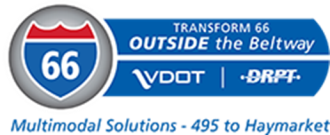 TRANSFORM 66
OUTSIDE the Beltway
66
VDOT | DRPT
Multimodal Solutions - 495 to Haymarket